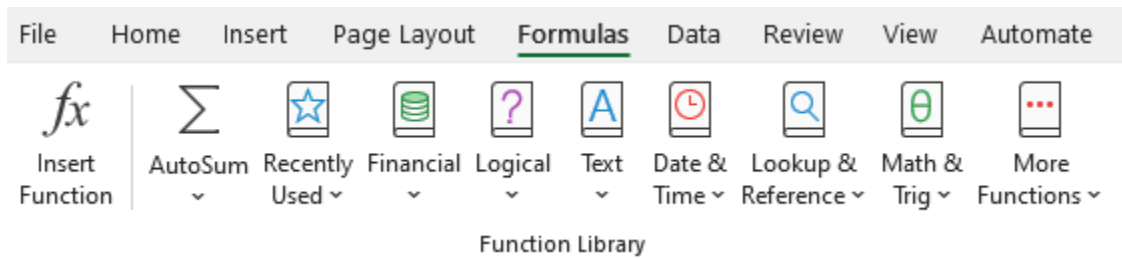 File Home Insert Page Layout Formulas Data Review View Automate
fx
Insert
Function
AutoSum
Recently
Used
Financial
Logical
A
Text
Date &
Time
Lookup &
Reference
θ
Math &
Trig
More
Functions
Function Library